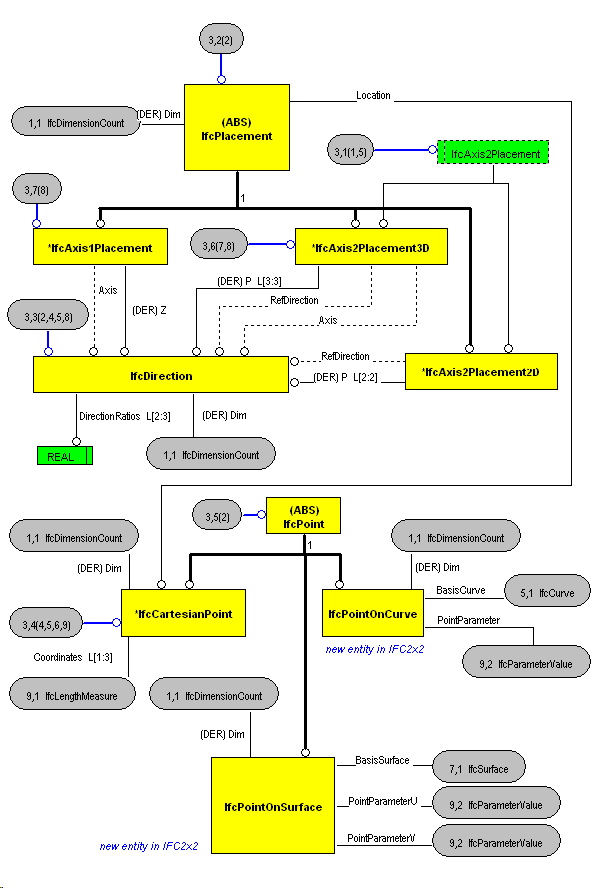 3,2(2)
Location
(DER) Dim
1,1 IfcDimensionCount
(ABS)
IfcPlacement
3,1(1,5)
IfcAxis2Placement
3,7(8)
1
*IfcAxis1Placement
3,6(7,8)
*IfcAxis2Placement3D
Axis
(DER) Z
(DER) P L[3:3]
RefDirection
Axis
3,3(2,4,5,8)
IfcDirection
RefDirection
(DER) P L[2:2]
*IfcAxis2Placement2D
DirectionRatios L[2:3]
(DER) Dim
REAL
1,1 IfcDimensionCount
3,5(2)
(ABS)
IfcPoint
1
1,1 IfcDimensionCount
1,1 IfcDimensionCount
(DER) Dim
(DER) Dim
BasisCurve
5,1 IfcCurve
3,4(4,5,6,9)
*IfcCartesianPoint
IfcPointOnCurve
PointParameter
new entity in IFC2x2
Coordinates L[1:3]
9,2 IfcParameterValue
9,1 IfcLengthMeasure
1,1 IfcDimensionCount
(DER) Dim
IfcPointOnSurface
BasisSurface
7,1 IfcSurface
PointParameterU
9,2 IfcParameterValue
PointParameterV
9,2 IfcParameterValue
new entity in IFC2x2